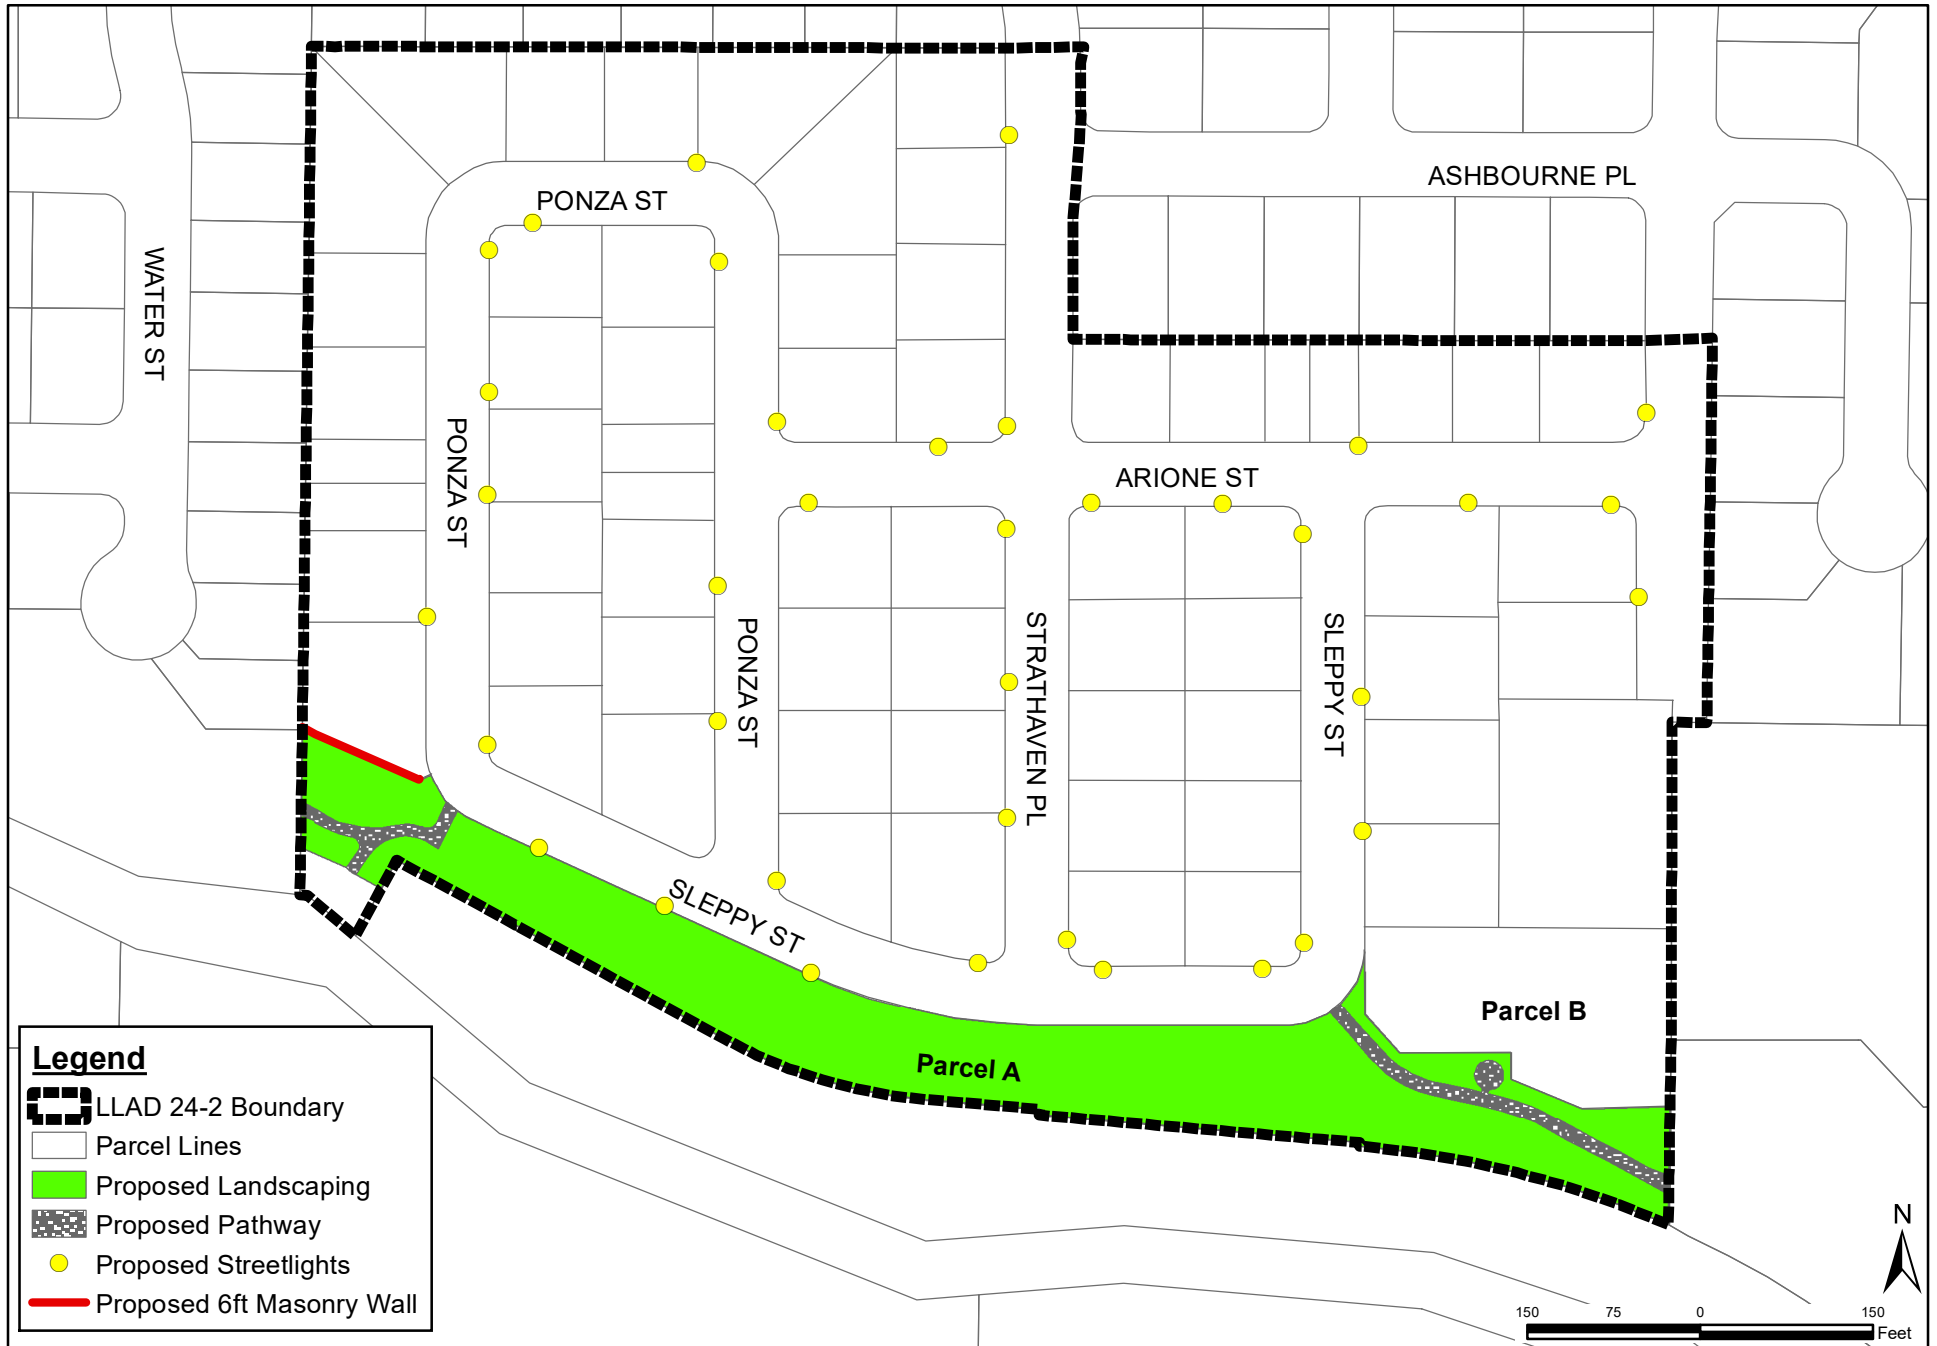 ASHBOURNE PL
PONZA ST
WATER ST
PONZA ST
ARIONE ST
PONZA ST
STRATHAVEN PL
SLEPPY ST
SLEPPY ST
Parcel B
Parcel A
Legend
LLAD 24-2 Boundary
Parcel Lines
Proposed Landscaping
Proposed Pathway
Proposed Streetlights
Proposed 6ft Masonry Wall
N
150 75 0 150
Feet